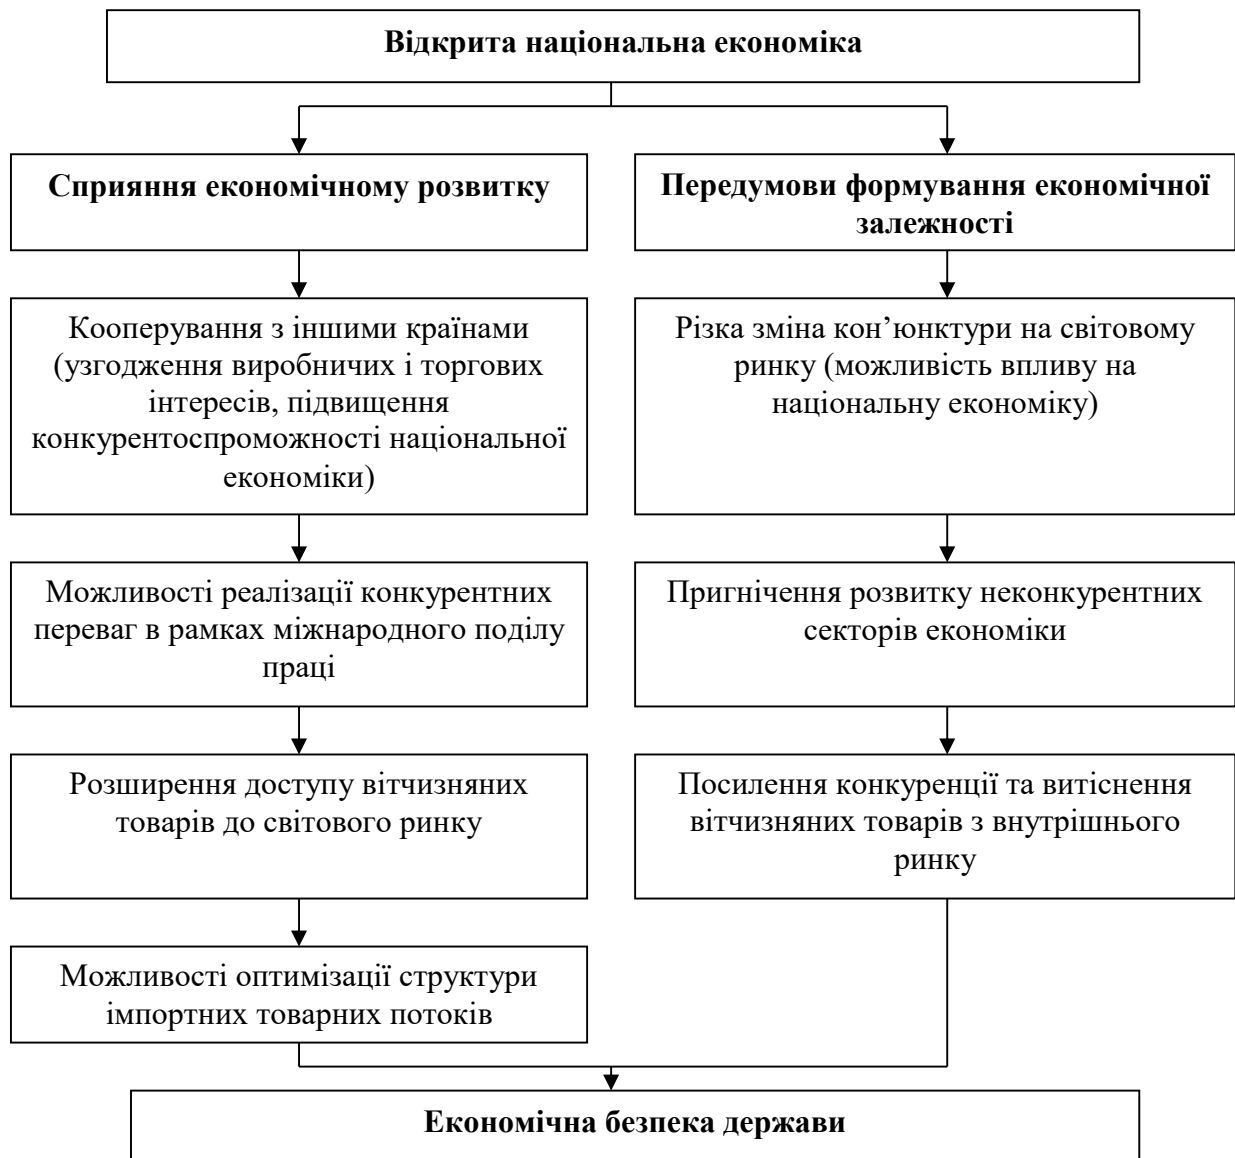 Відкрита національна економіка
Сприяння економічному розвитку
Передумови формування економічної
залежності
Кооперування з іншими країнами
(узгодження виробничих і торгових
інтересів, підвищення
конкурентоспроможності національної
економіки)
Різка зміна кон’юнктури на світовому
ринку (можливість впливу на
національну економіку)
Можливості реалізації конкурентних
переваг в рамках міжнародного поділу
праці
Пригнічення розвитку неконкурентних
секторів економіки
Розширення доступу вітчизняних
товарів до світового ринку
Посилення конкуренції та витіснення
вітчизняних товарів з внутрішнього
ринку
Можливості оптимізації структури
імпортних товарних потоків
Економічна безпека держави